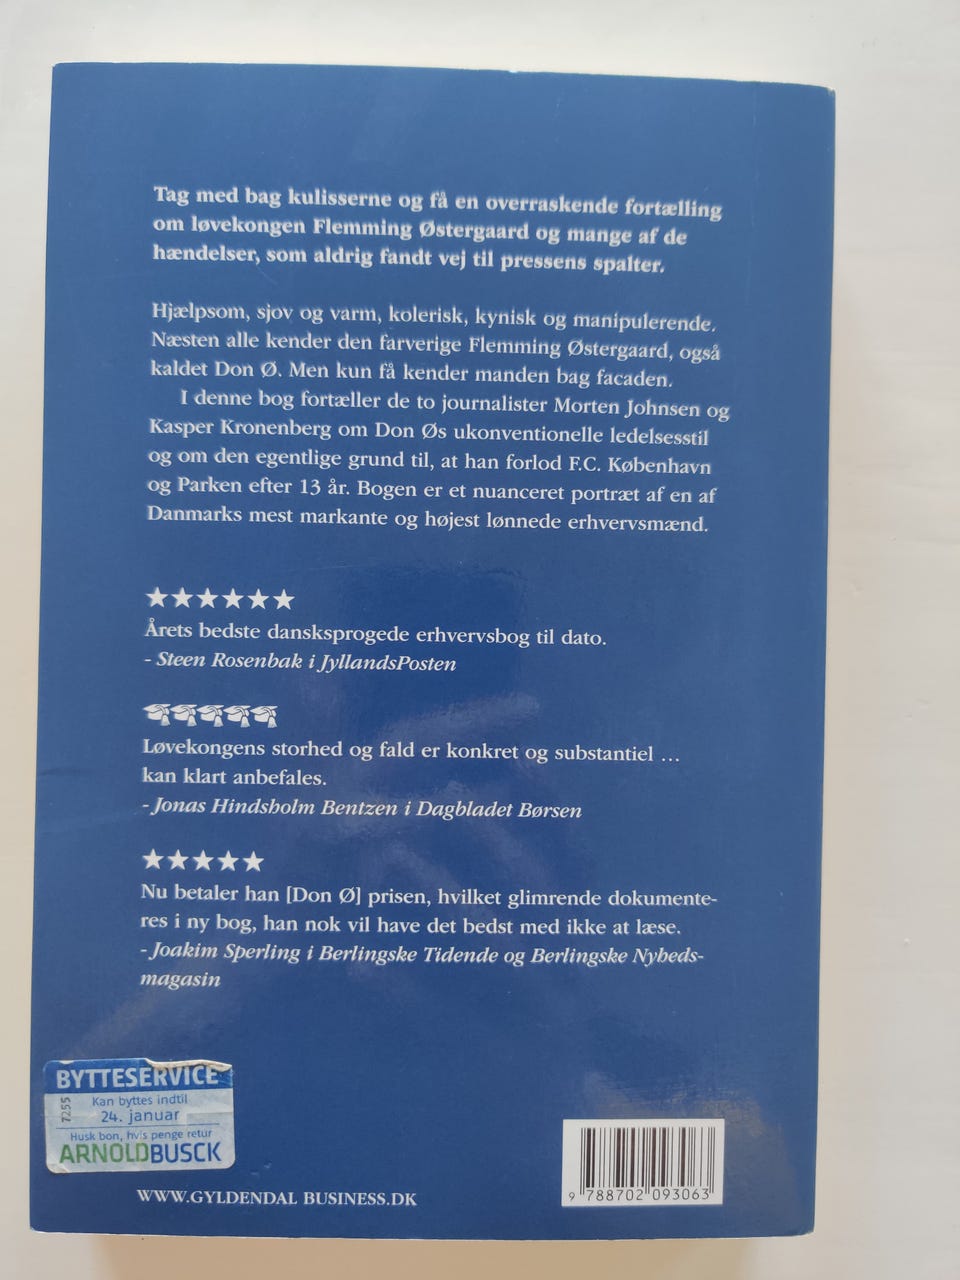 Tag med bag kulisserne og få en overraskende fortælling
om løvekongen Flemming Østergaard og mange af de
hændelser, som aldrig fandt vej til pressens spalter.
Hjælpsom, sjov og varm, kolerisk, kynisk og manipulerende.
Næsten alle kender den farverige Flemming Østergaard, også
kaldet Don Ø. Men kun få kender manden bag facaden.
I denne bog fortæller de to journalister Morten Johnsen og
Kasper Kronenberg om Don Øs ukonventionelle ledelsesstil
og om den egentlige grund til, at han forlod F.C. København
og Parken efter 13 år. Bogen er et nuanceret portræt af en af
Danmarks mest markante og højest lønnede erhvervsmænd.
★★★★★★
Årets bedste dansksprogede erhvervsbog til dato.
- Steen Rosenbak i JyllandsPosten
Løvekongens storhed og fald er konkret og substantiel ...
kan klart anbefales.
- Jonas Hindsholm Bentzen i Dagbladet Børsen
★★★★★
Nu betaler han [Don Ø] prisen, hvilket glimrende dokumente-
res i ny bog, han nok vil have det bedst med ikke at læse.
- Joakim Sperling i Berlingske Tidende og Berlingske Nyheds-
magasin
BYTTESERVICE
7255
Kan byttes indtil
24. januar
Husk bon, hvis penge retur
ARNOLDBUSCK
WWW.GYLDENDAL BUSINESS.DK
9 788702 093063